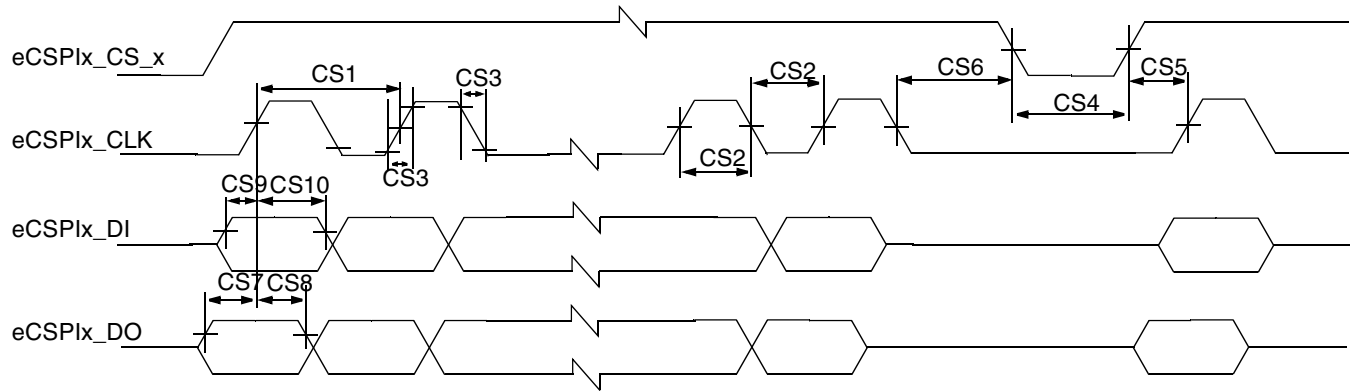 eCSPIx_CS_x
CS1
CS3
CS2
CS6
CS5
CS4
eCSPIx_CLK
CS3
CS2
CS9
CS10
eCSPIx_DI
CS7
CS8
eCSPIx_DO